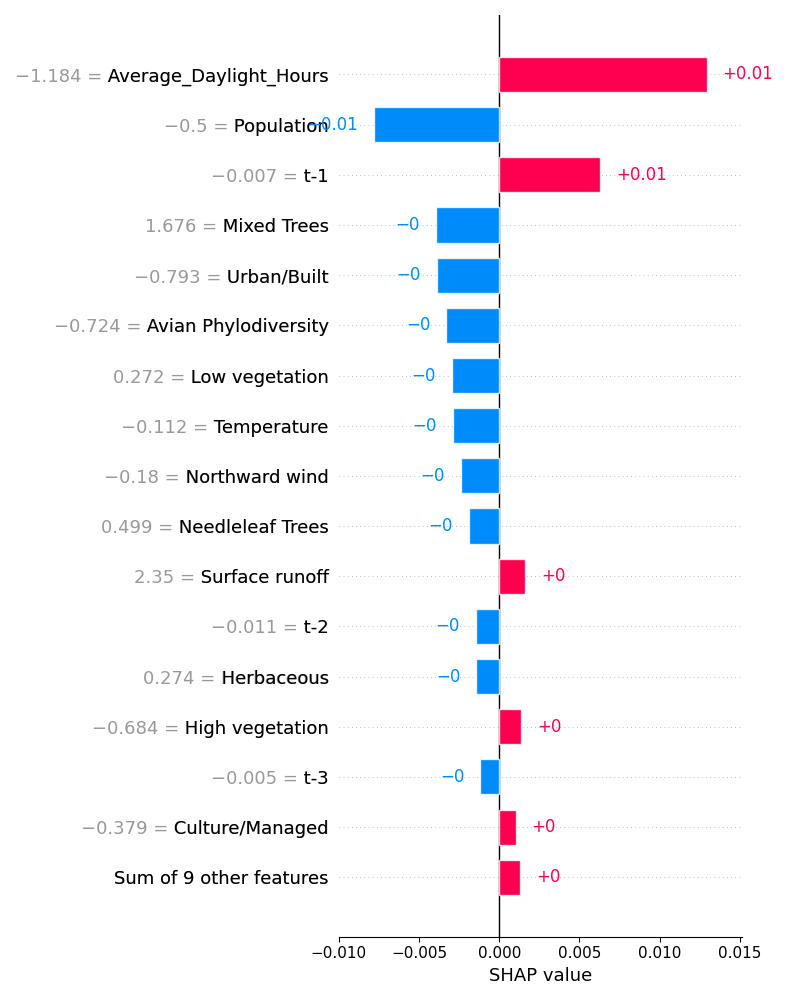 −1.184 = Average_Daylight_Hours +0.01
−0.5 = Population −0.01
−0.007 = t-1 +0.01
1.676 = Mixed Trees −0
−0.793 = Urban/Built −0
−0.724 = Avian Phylodiversity −0
0.272 = Low vegetation −0
−0.112 = Temperature −0
−0.18 = Northward wind −0
0.499 = Needleleaf Trees −0
2.35 = Surface runoff +0
−0.011 = t-2 −0
0.274 = Herbaceous −0
−0.684 = High vegetation +0
−0.005 = t-3 −0
−0.379 = Culture/Managed +0
Sum of 9 other features +0
−0.010 −0.005 0.000 0.005 0.010 0.015
SHAP value